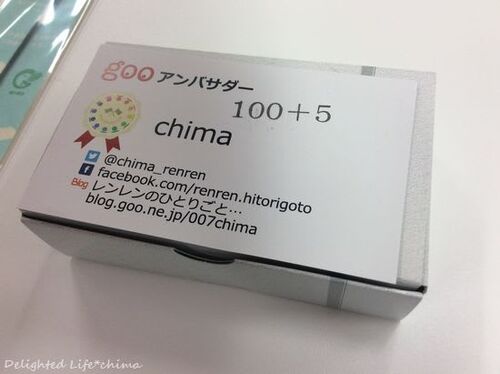 goo アンバサダー
100+5
chima
@chima_renren
facebook.com/renren.hitorigoto
Blog レンレンのひとりごと…
blog.goo.ne.jp/007chima
Delighted Life*chima